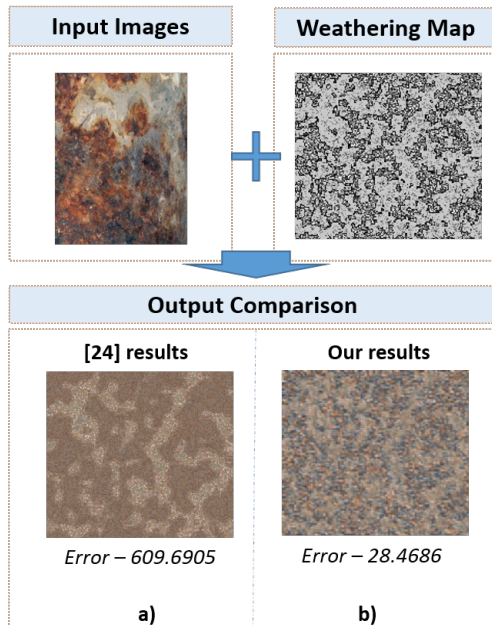 Input Images
Weathering Map
Output Comparison
[24] results
Our results
Error – 609.6905
Error – 28.4686
a)
b)